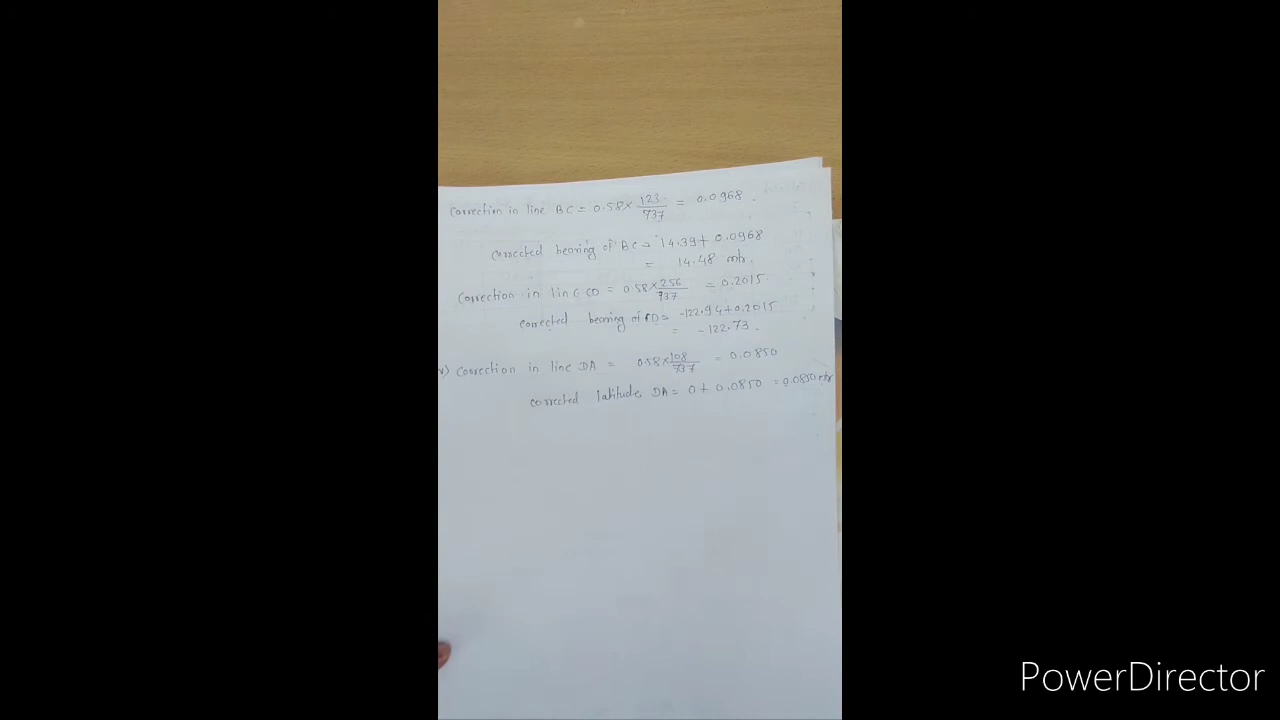 Correction in line BC = 0.58 × 123/737 = 0.0968.
corrected bearing of BC = 14.39 + 0.0968
= 14.48 mtr.
Correction in line CD = 0.58 × 256/737 = 0.2015.
corrected bearing of CD = -122.94 + 0.2015
= -122.73.
v) Correction in line DA = 0.58 × 108/737 = 0.0850
corrected latitude DA = 0 + 0.0850 = 0.0850 mtr
PowerDirector